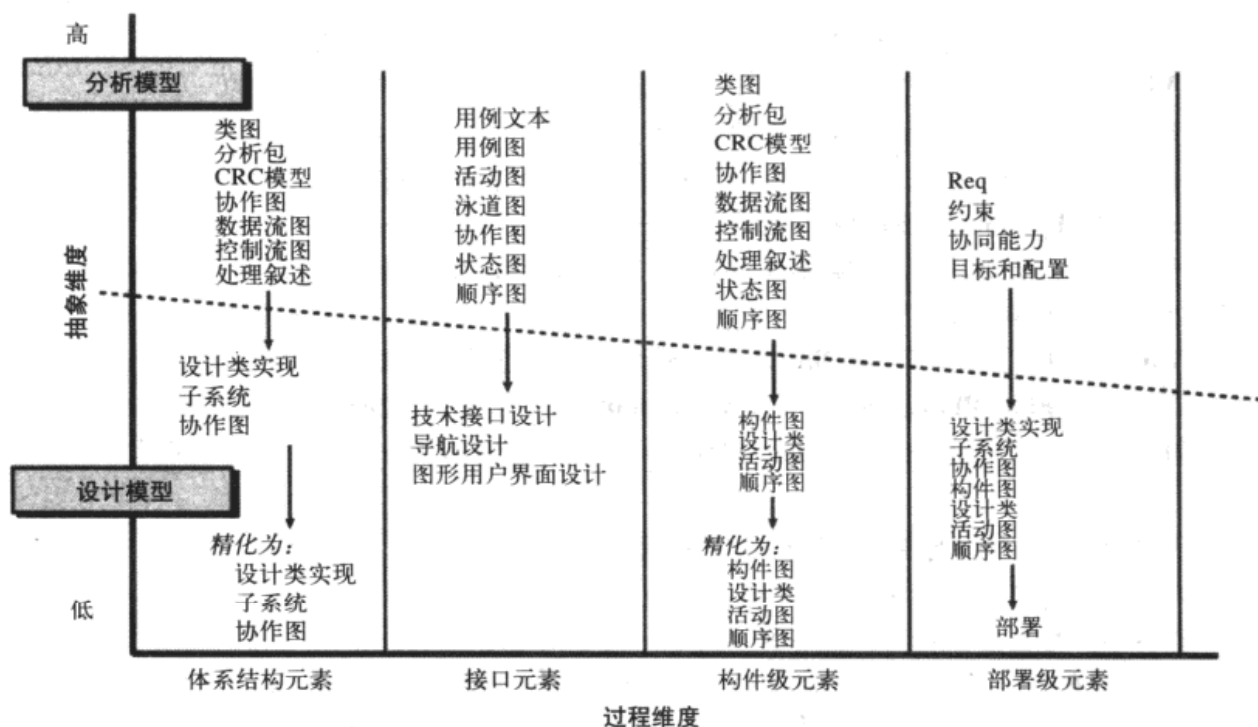 高
分析模型
类图
分析包
CRC模型
协作图
数据流图
控制流图
处理叙述
用例文本
用例图
活动图
泳道图
协作图
状态图
顺序图
类图
分析包
CRC模型
协作图
数据流图
控制流图
处理叙述
状态图
顺序图
Req
约束
协同能力
目标和配置
抽象维度
设计类实现
子系统
协作图
技术接口设计
导航设计
图形用户界面设计
构件图
设计类
活动图
顺序图
设计类实现
子系统
协作图
构件图
设计类
活动图
顺序图
设计模型
精化为：
设计类实现
子系统
协作图
精化为：
构件图
设计类
活动图
顺序图
部署
低
体系结构元素
接口元素
构件级元素
部署级元素
过程维度